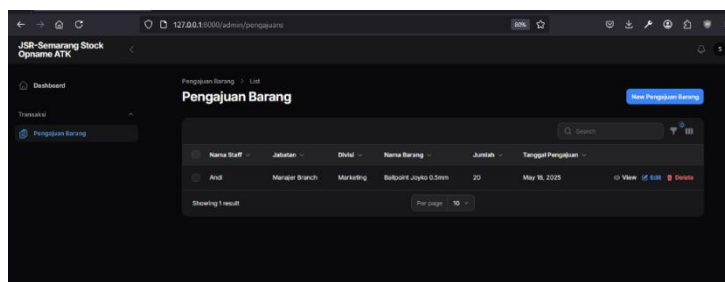 127.0.0.1:8000/admin/pengajuans
80%
JSR-Semarang Stock
Opname ATK
S
Dashboard
Transaksi
Pengajuan Barang
Pengajuan Barang > List
Pengajuan Barang
New Pengajuan Barang
Search
0
Nama Staff Jabatan Divisi Nama Barang Jumlah Tanggal Pengajuan
Andi Manajer Branch Marketing Ballpoint Joyko 0.5mm 20 May 18, 2025 View Edit Delete
Showing 1 result
Per page 10